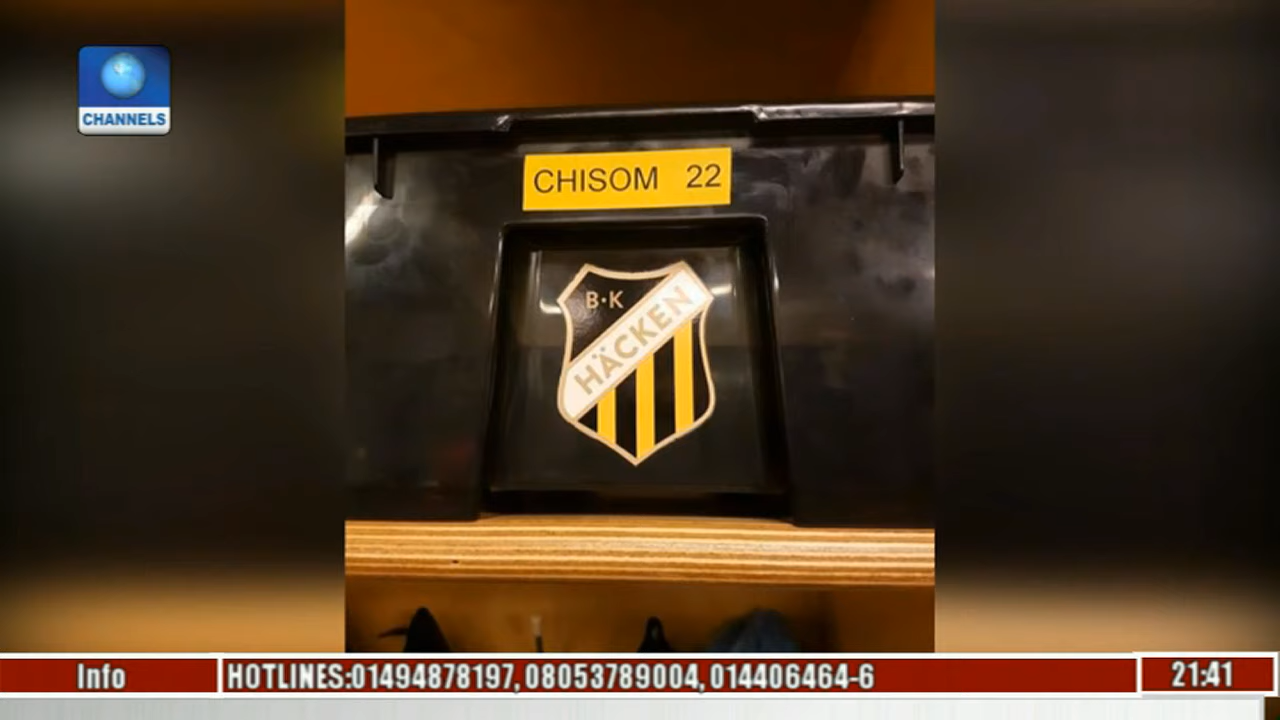 CHANNELS
CHISOM 22
B·K
HÄCKEN
Info
HOTLINES:01494878197, 08053789004, 014406464-6
21:41